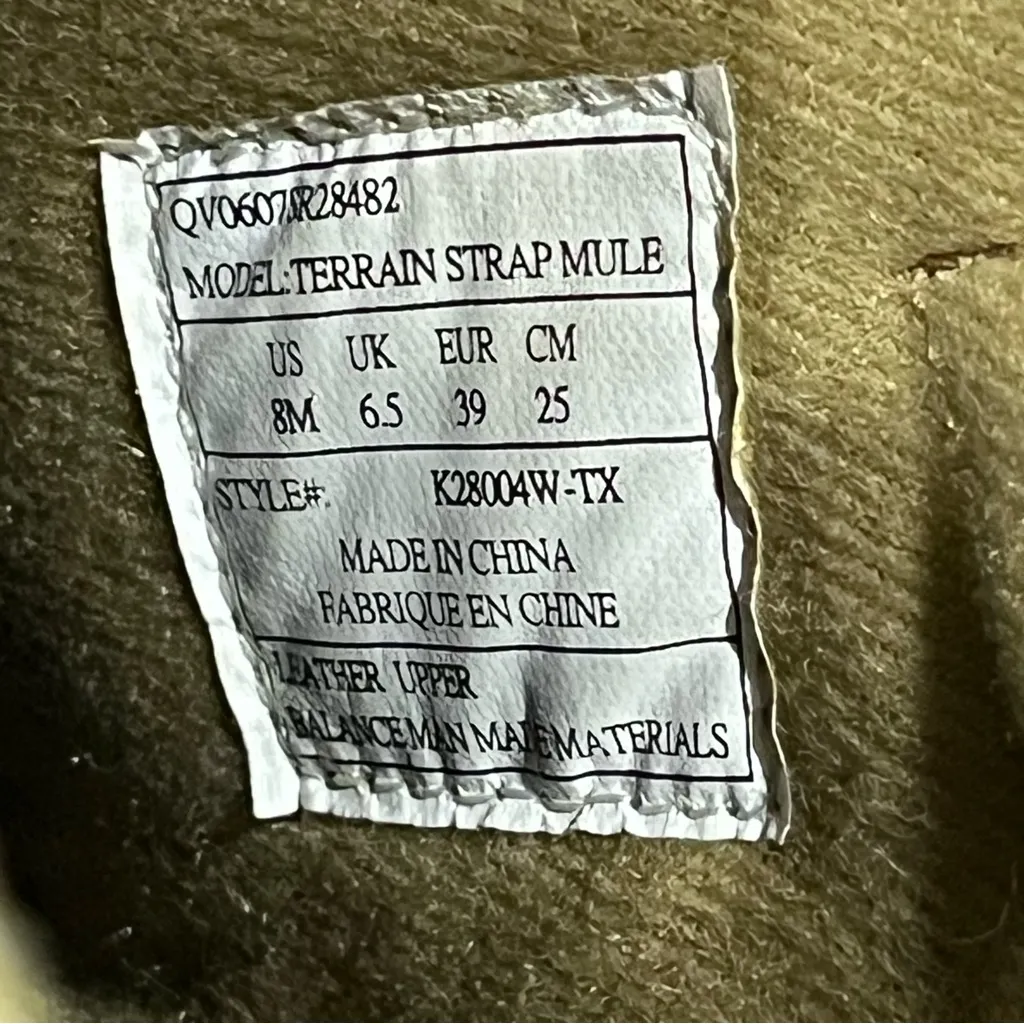 MODEL:TERRAIN STRAP MULE
US UK EUR CM
8M 6.5 39 25
STYLE#: K28004W-TX
MADE IN CHINA
FABRIQUE EN CHINE
LEATHER UPPER
BALANCE MAN MADE MATERIALS